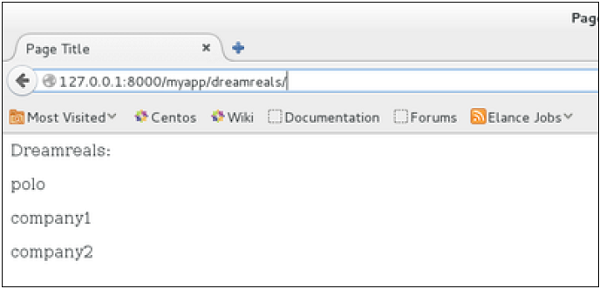 Pag
Page Title
127.0.0.1:8000/myapp/dreamreals/
Most Visited Centos Wiki Documentation Forums Elance Jobs
Dreamreals:
polo
company1
company2